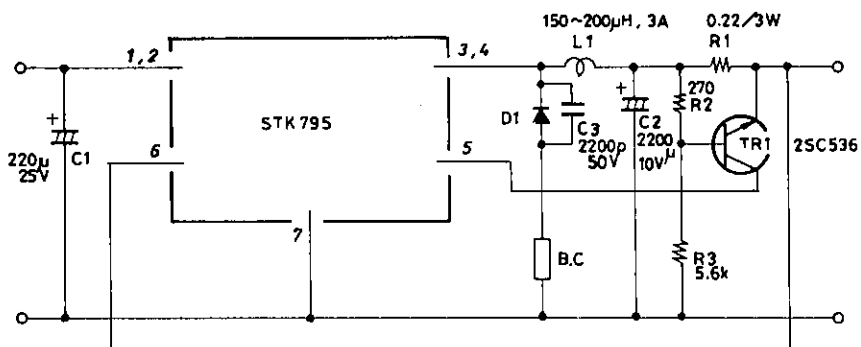 150~200μH, 3A
0.22/3W
L1
R1
1,2
3,4
STK795
D1
C3
2200p
50V
C2
2200μ
10V
270
R2
TR1
2SC536
220μ
25V
C1
6
5
7
B.C
R3
5.6k
+
+